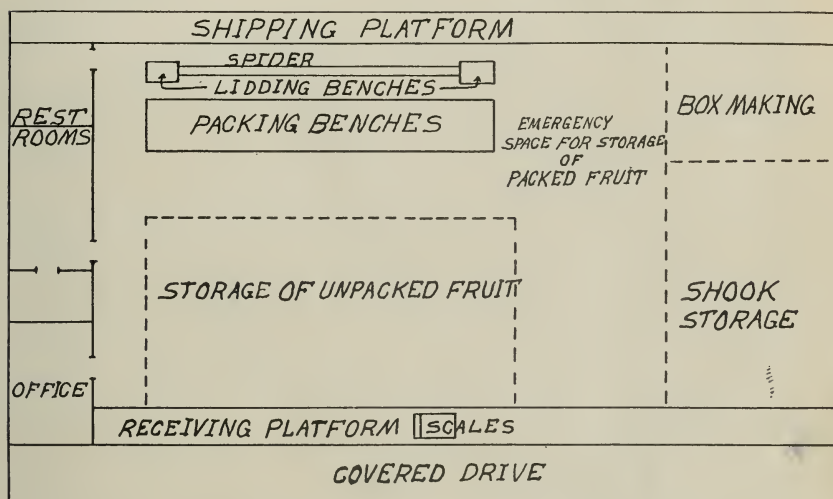 SHIPPING PLATFORM
SPIDER
LIDDING BENCHES
PACKING BENCHES
REST
ROOMS
EMERGENCY
SPACE FOR STORAGE
OF
PACKED FRUIT
BOX MAKING
STORAGE OF UNPACKED FRUIT
SHOOK
STORAGE
OFFICE
RECEIVING PLATFORM SCALES
COVERED DRIVE